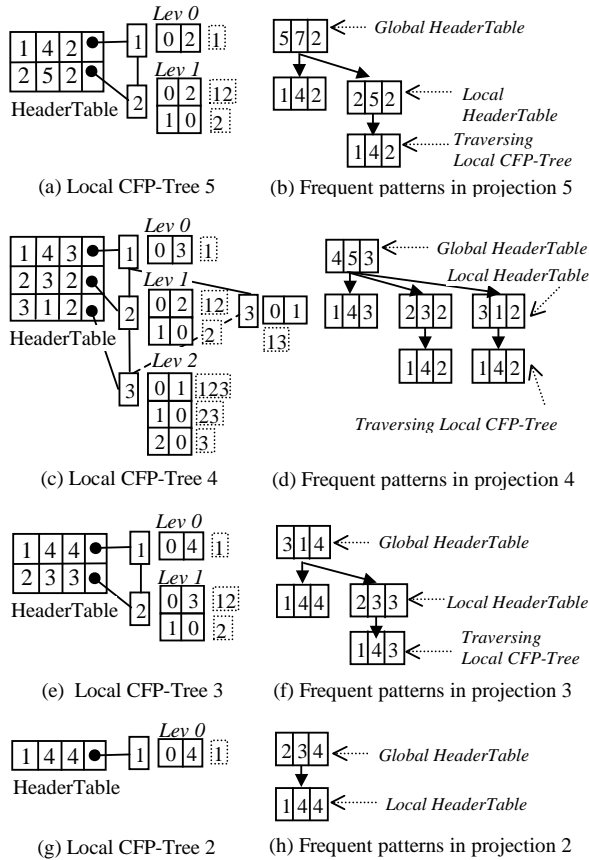 Lev 0
1 4 2 1 0 2 1
2 5 2
Lev 1
HeaderTable 2 0 2 12
1 0 2
(a) Local CFP-Tree 5
5 7 2 Global HeaderTable
1 4 2 2 5 2 Local
HeaderTable
1 4 2 Traversing
Local CFP-Tree
(b) Frequent patterns in projection 5
Lev 0
1 4 3 1 0 3 1
2 3 2
3 1 2
Lev 1
HeaderTable 2 0 2 12 3 0 1
1 0 2 13
Lev 2
3 0 1 123
1 0 23
2 0 3
(c) Local CFP-Tree 4
4 5 3 Global HeaderTable
Local HeaderTable
1 4 3 2 3 2 3 1 2
1 4 2 1 4 2
Traversing Local CFP-Tree
(d) Frequent patterns in projection 4
Lev 0
1 4 4 1 0 4 1
2 3 3
Lev 1
HeaderTable 2 0 3 12
1 0 2
(e) Local CFP-Tree 3
3 1 4 Global HeaderTable
1 4 4 2 3 3 Local HeaderTable
1 4 3 Traversing
Local CFP-Tree
(f) Frequent patterns in projection 3
Lev 0
1 4 4 1 0 4 1
HeaderTable
(g) Local CFP-Tree 2
2 3 4 Global HeaderTable
1 4 4 Local HeaderTable
(h) Frequent patterns in projection 2